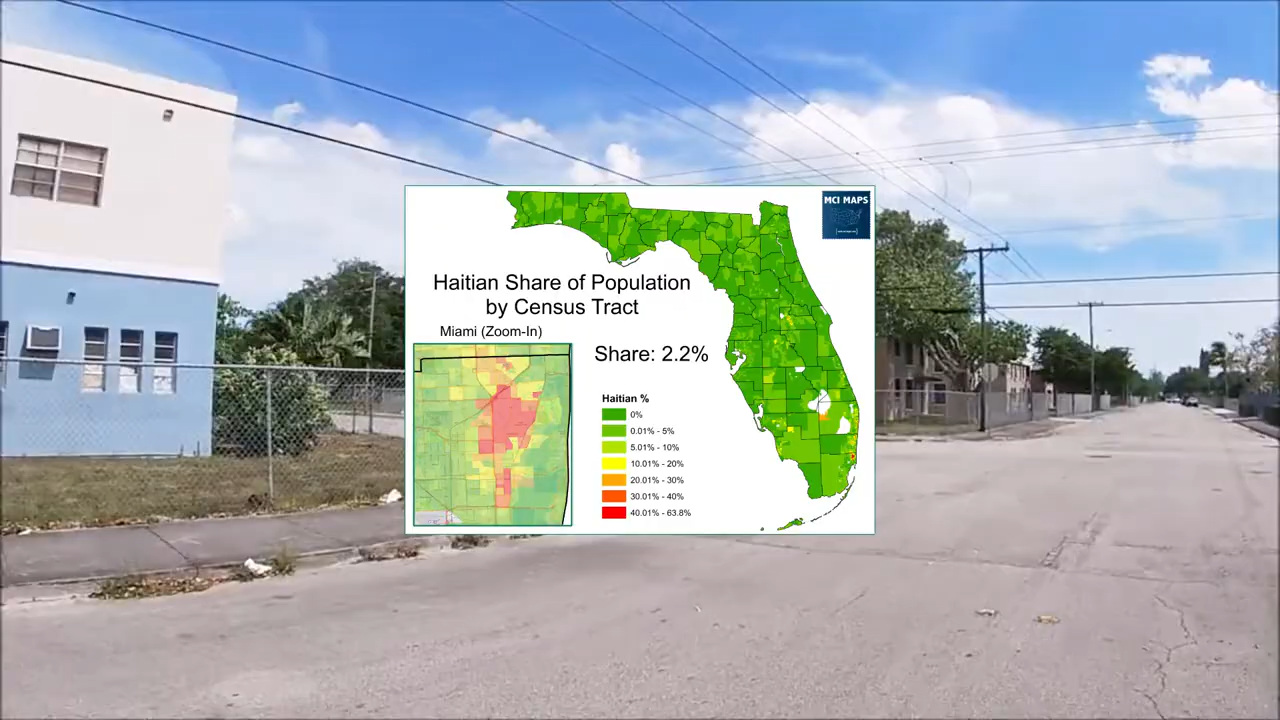 MCI MAPS
Haitian Share of Population
by Census Tract
Miami (Zoom-In)
Share: 2.2%
Haitian %
0%
0.01% - 5%
5.01% - 10%
10.01% - 20%
20.01% - 30%
30.01% - 40%
40.01% - 63.8%